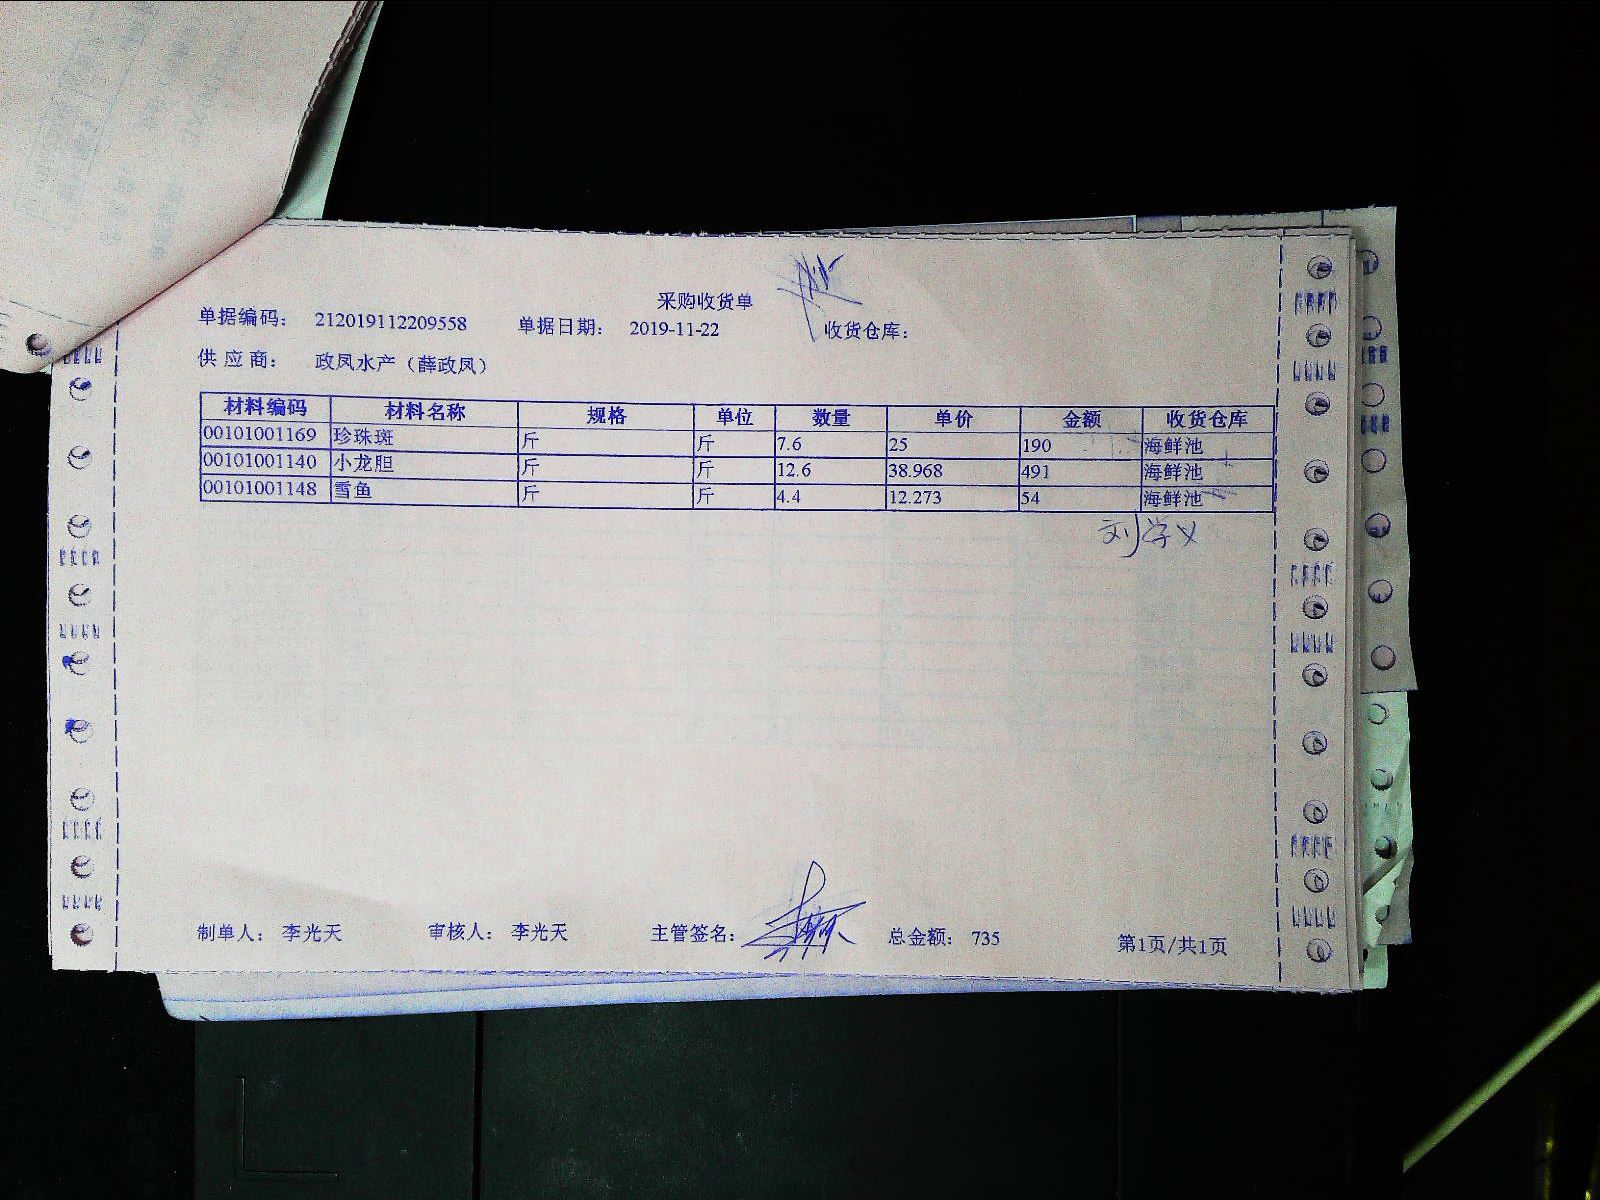 采购收货单
单据编码： 212019112209558 单据日期： 2019-11-22 收货仓库：
供 应 商： 政凤水产（薛政凤）
材料编码 材料名称 规格 单位 数量 单价 金额 收货仓库
00101001169 珍珠斑 斤 斤 7.6 25 190 海鲜池
00101001140 小龙胆 斤 斤 12.6 38.968 491 海鲜池
00101001148 雪鱼 斤 斤 4.4 12.273 54 海鲜池
刘学义
制单人： 李光天 审核人： 李光天 主管签名： 总金额： 735 第1页/共1页